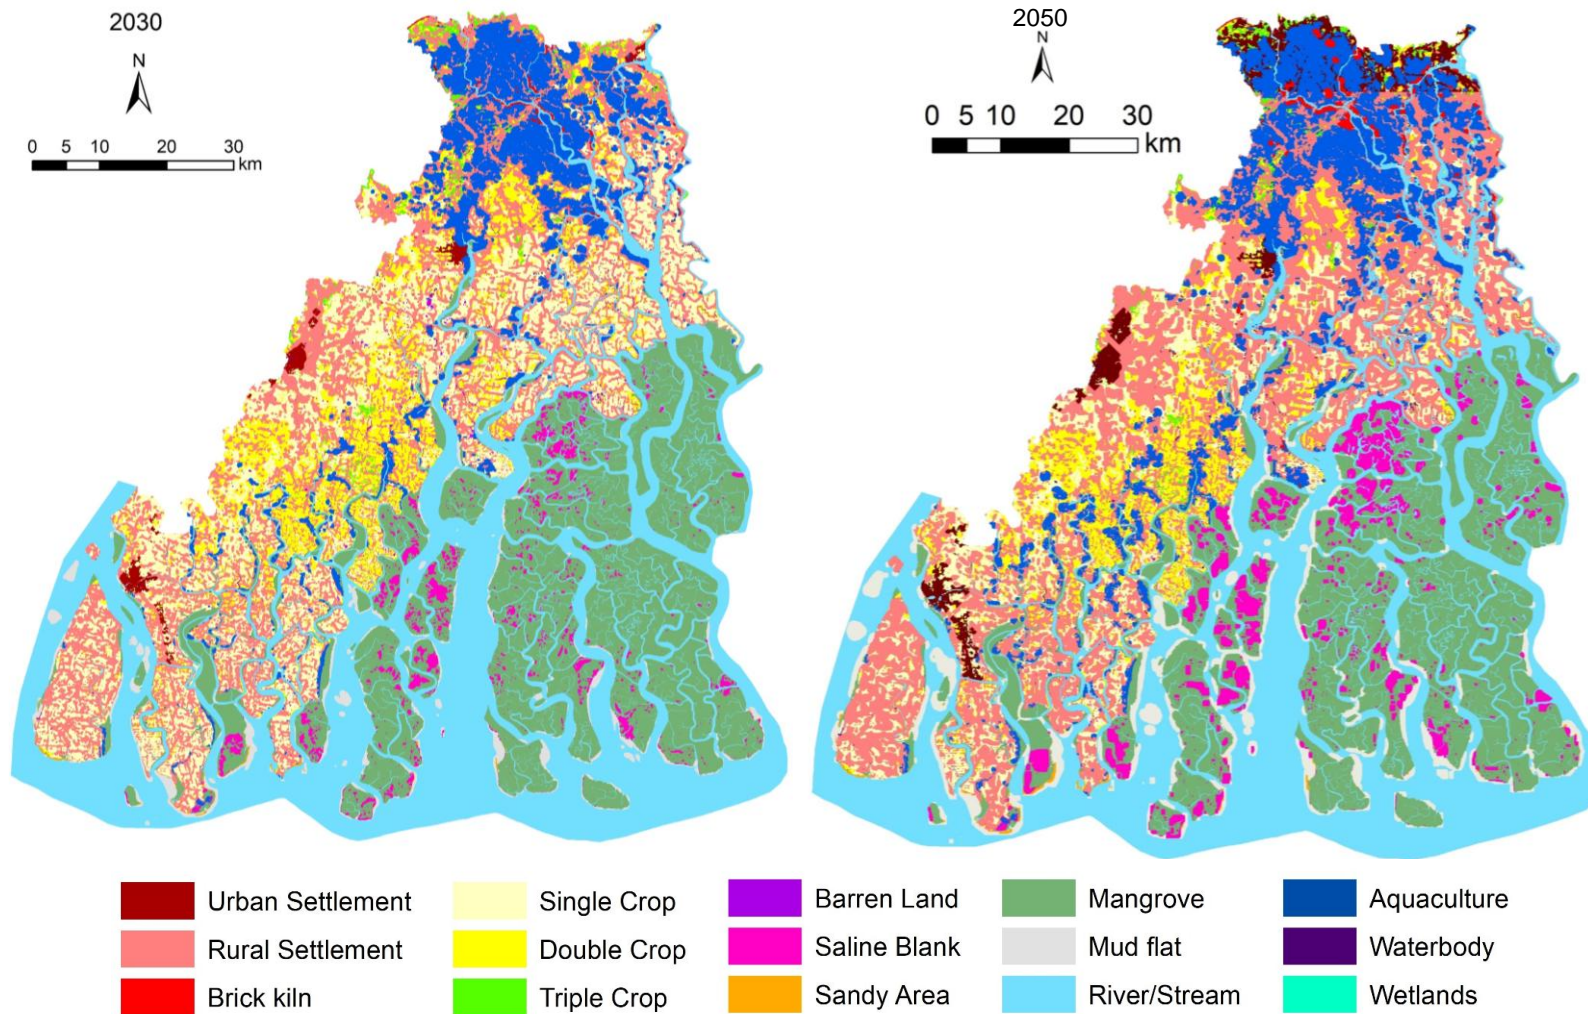 2030
N
0 5 10 20 30
km
2050
N
0 5 10 20 30
km
Urban Settlement
Single Crop
Barren Land
Mangrove
Aquaculture
Rural Settlement
Double Crop
Saline Blank
Mud flat
Waterbody
Brick kiln
Triple Crop
Sandy Area
River/Stream
Wetlands